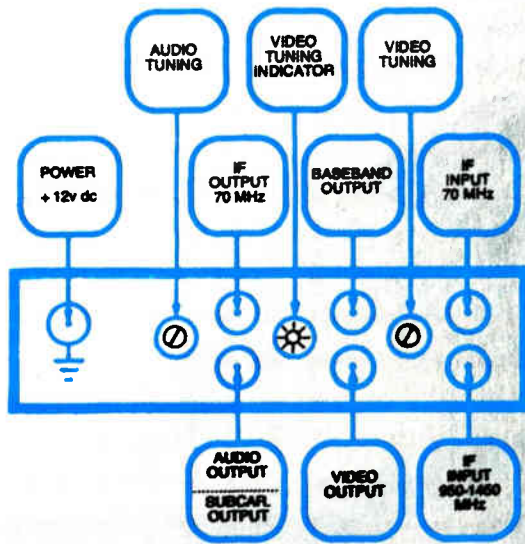 AUDIO
TUNING
VIDEO
TUNING
INDICATOR
VIDEO
TUNING
POWER
+ 12v dc
IF
OUTPUT
70 MHz
BASEBAND
OUTPUT
IF
INPUT
70 MHz
AUDIO
OUTPUT
SUBCAR.
OUTPUT
VIDEO
OUTPUT
IF
INPUT
950-1450
MHz